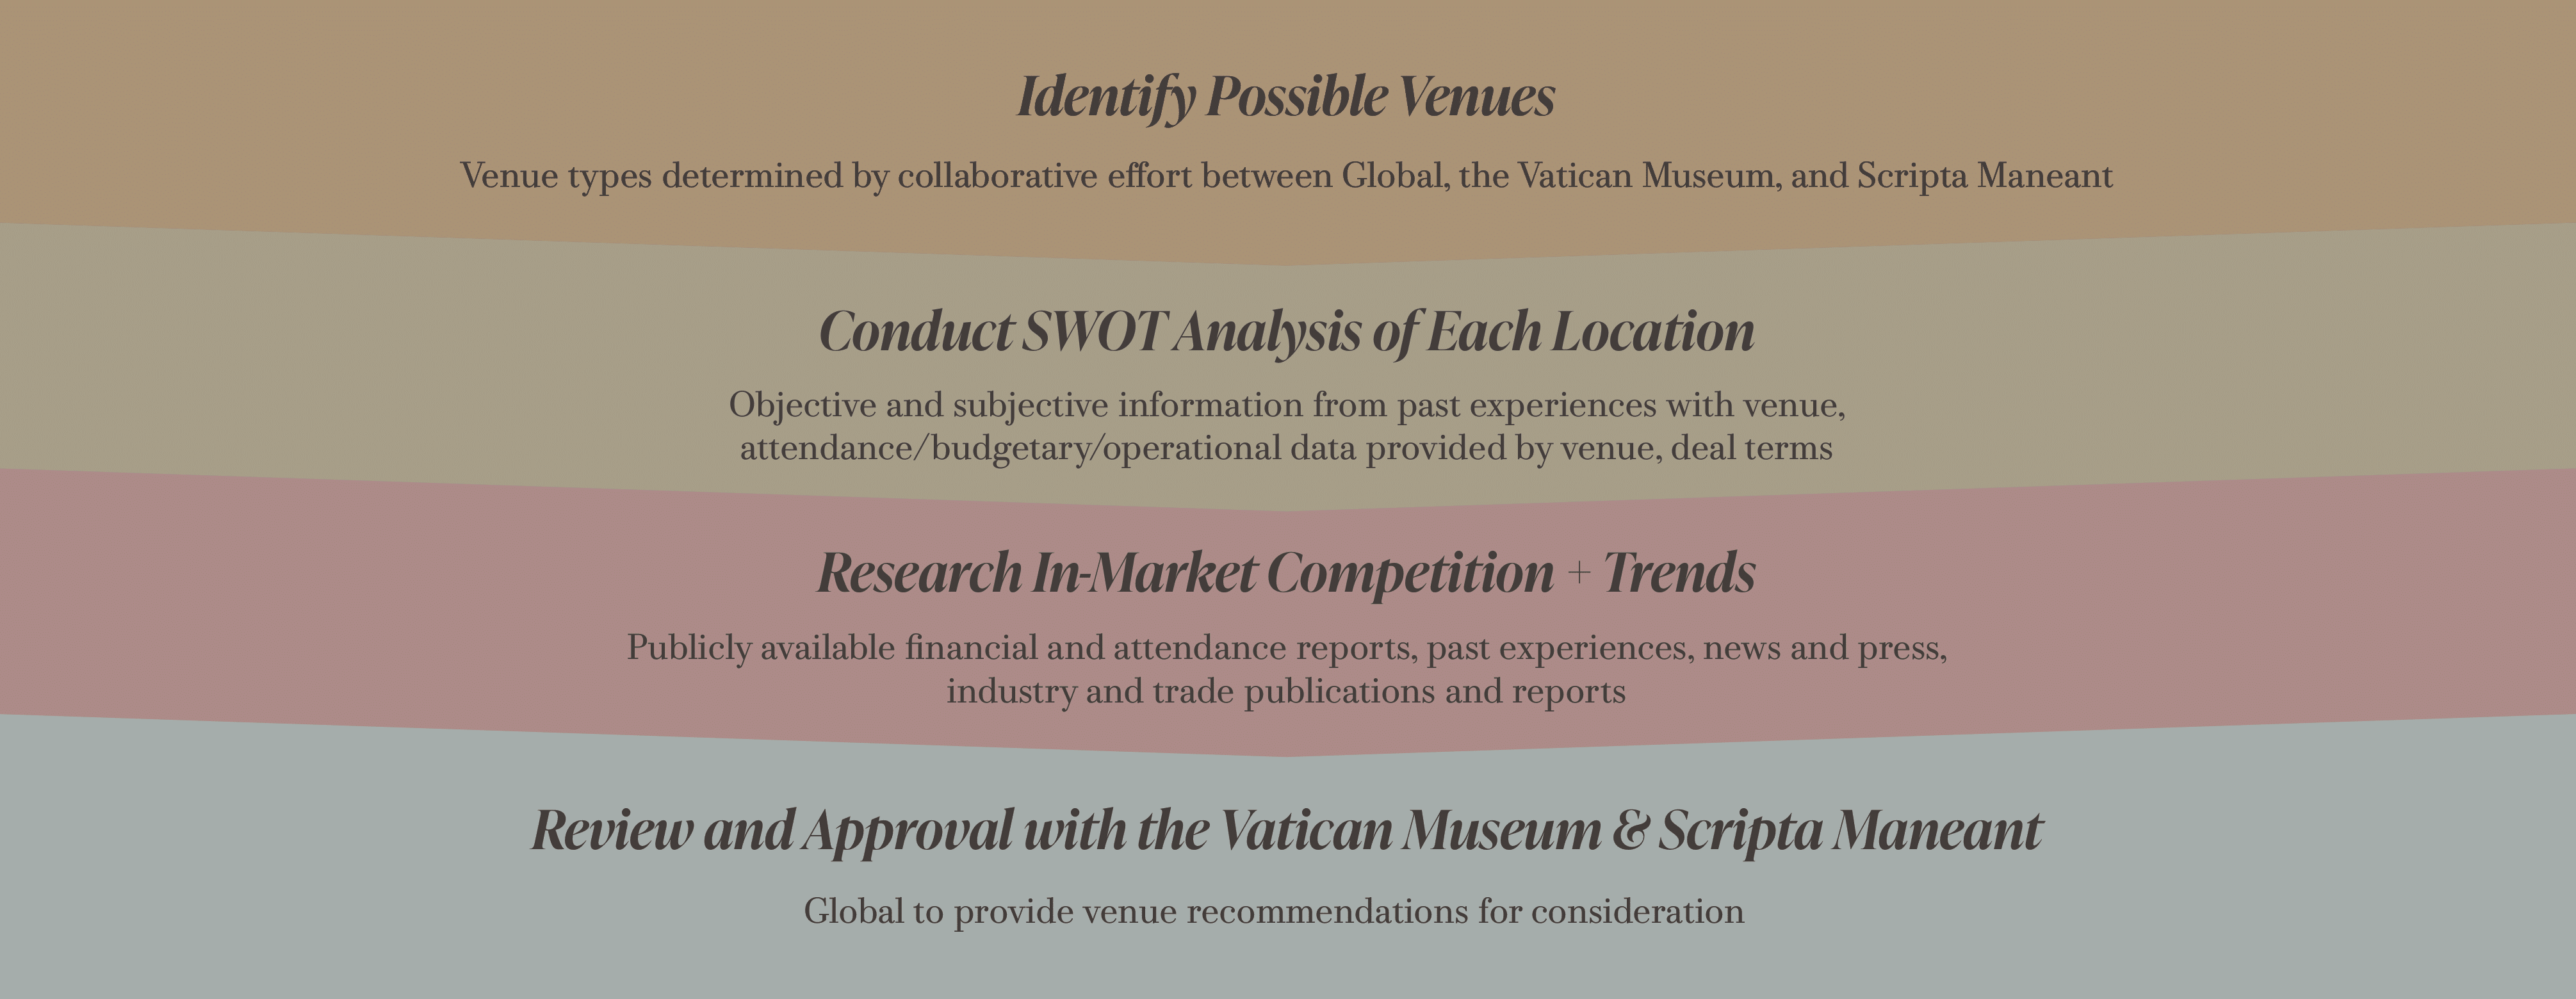 Identify Possible Venues
Venue types determined by collaborative effort between Global, the Vatican Museum, and Scripta Maneant
Conduct SWOT Analysis of Each Location
Objective and subjective information from past experiences with venue,
attendance/budgetary/operational data provided by venue, deal terms
Research In-Market Competition + Trends
Publicly available financial and attendance reports, past experiences, news and press,
industry and trade publications and reports
Review and Approval with the Vatican Museum & Scripta Maneant
Global to provide venue recommendations for consideration